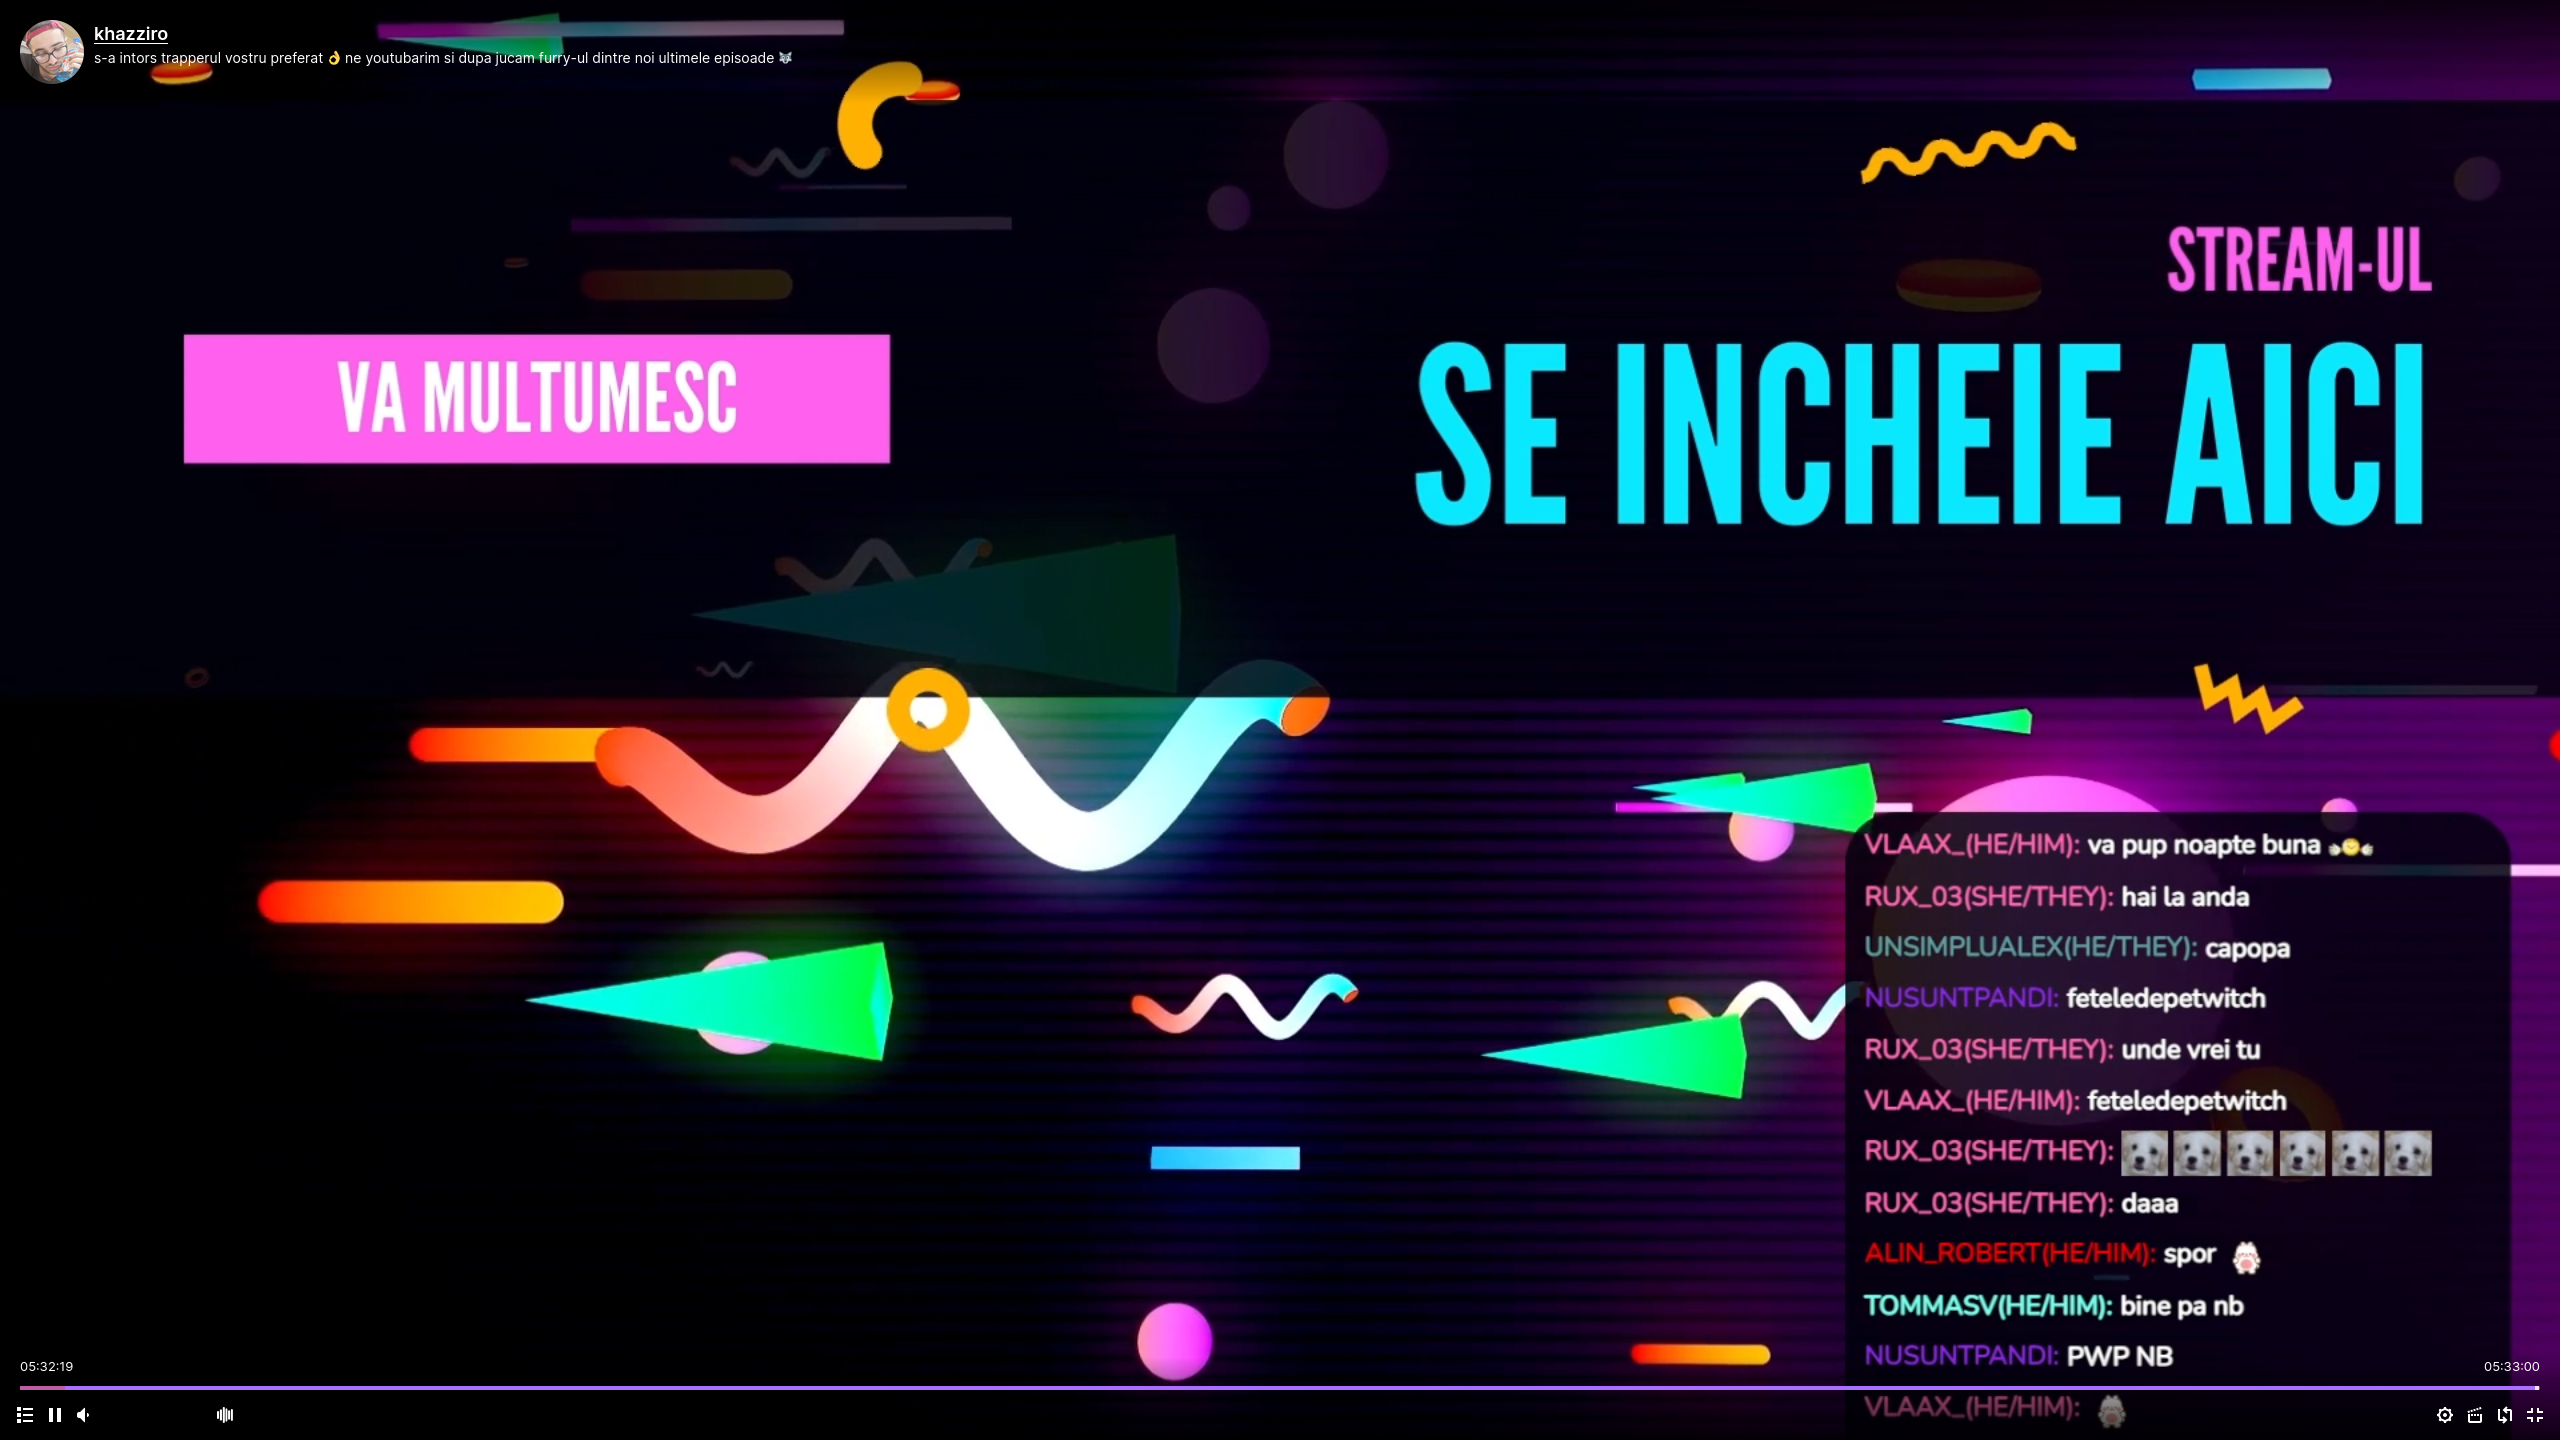 khazziro
s-a intors trapperul vostru preferat 👌 ne youtubarim si dupa jucam furry-ul dintre noi ultimele episoade 🐺
STREAM-UL
VA MULTUMESC
SE INCHEIE AICI
VLAAX_(HE/HIM): va pup noapte buna
RUX_03(SHE/THEY): hai la anda
UNSIMPLUALEX(HE/THEY): capopa
NUSUNTPANDI: feteledepetwitch
RUX_03(SHE/THEY): unde vrei tu
VLAAX_(HE/HIM): feteledepetwitch
RUX_03(SHE/THEY):
RUX_03(SHE/THEY): daaa
ALIN_ROBERT(HE/HIM): spor
TOMMASV(HE/HIM): bine pa nb
NUSUNTPANDI: PWP NB
VLAAX_(HE/HIM):
05:32:19
05:33:00